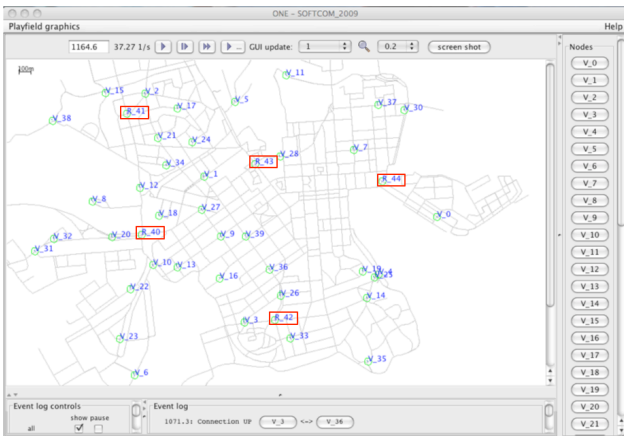 ONE - SOFTCOM_2009
Playfield graphics
Help
1164.6 37.27 1/s ... GUI update: 1 0.2 screen shot
100m
V_11
V_15 V_2
V_5
V_17
R_41
V_37
V_30
V_38
V_21 V_24
V_7
V_28
R_43
V_34
V_1
R_44
V_12
V_8
V_27
V_18
V_0
R_40
V_20
V_32
V_9 V_39
V_31
V_10 V_13
V_36
V_19
V_16
V_22
V_26
V_14
V_3
R_42
V_23
V_33
V_35
V_6
Nodes
V_0
V_1
V_2
V_3
V_4
V_5
V_6
V_7
V_8
V_9
V_10
V_11
V_12
V_13
V_14
V_15
V_16
V_17
V_18
V_19
V_20
V_21
Event log controls
show pause
all
Event log
1071.3: Connection UP V_3 <-> V_36